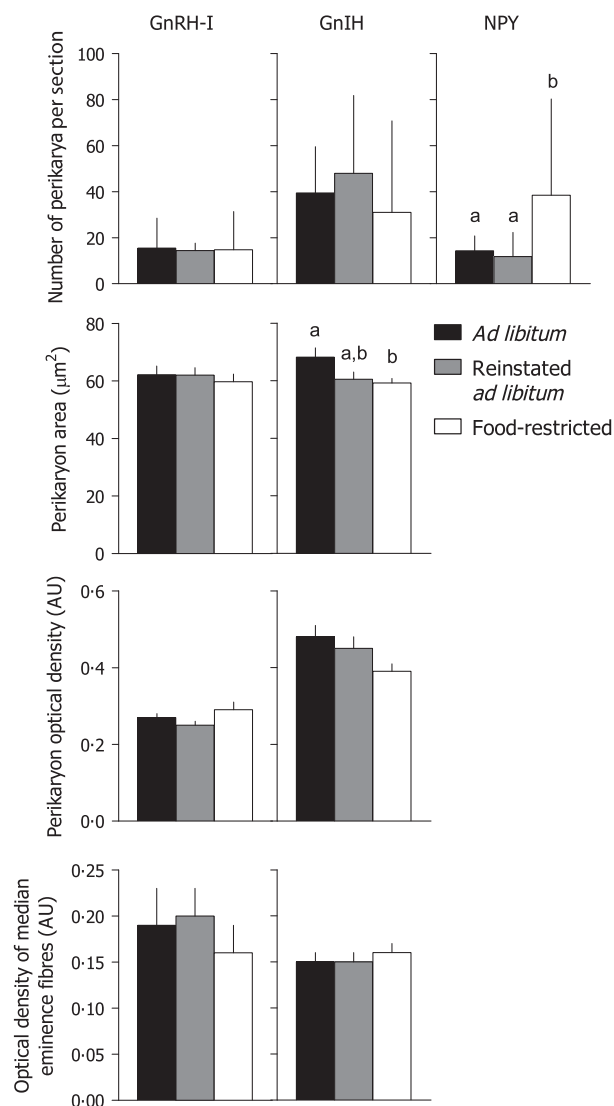 GnRH-I GnIH NPY
Number of perikarya per section
100
80
60
40
20
0
a a b
Perikaryon area (μm²)
80
60
40
20
0
a a,b b
Ad libitum
Reinstated
ad libitum
Food-restricted
Perikaryon optical density (AU)
0·6
0·4
0·2
0·0
Optical density of median
eminence fibres (AU)
0·25
0·20
0·15
0·10
0·05
0·00